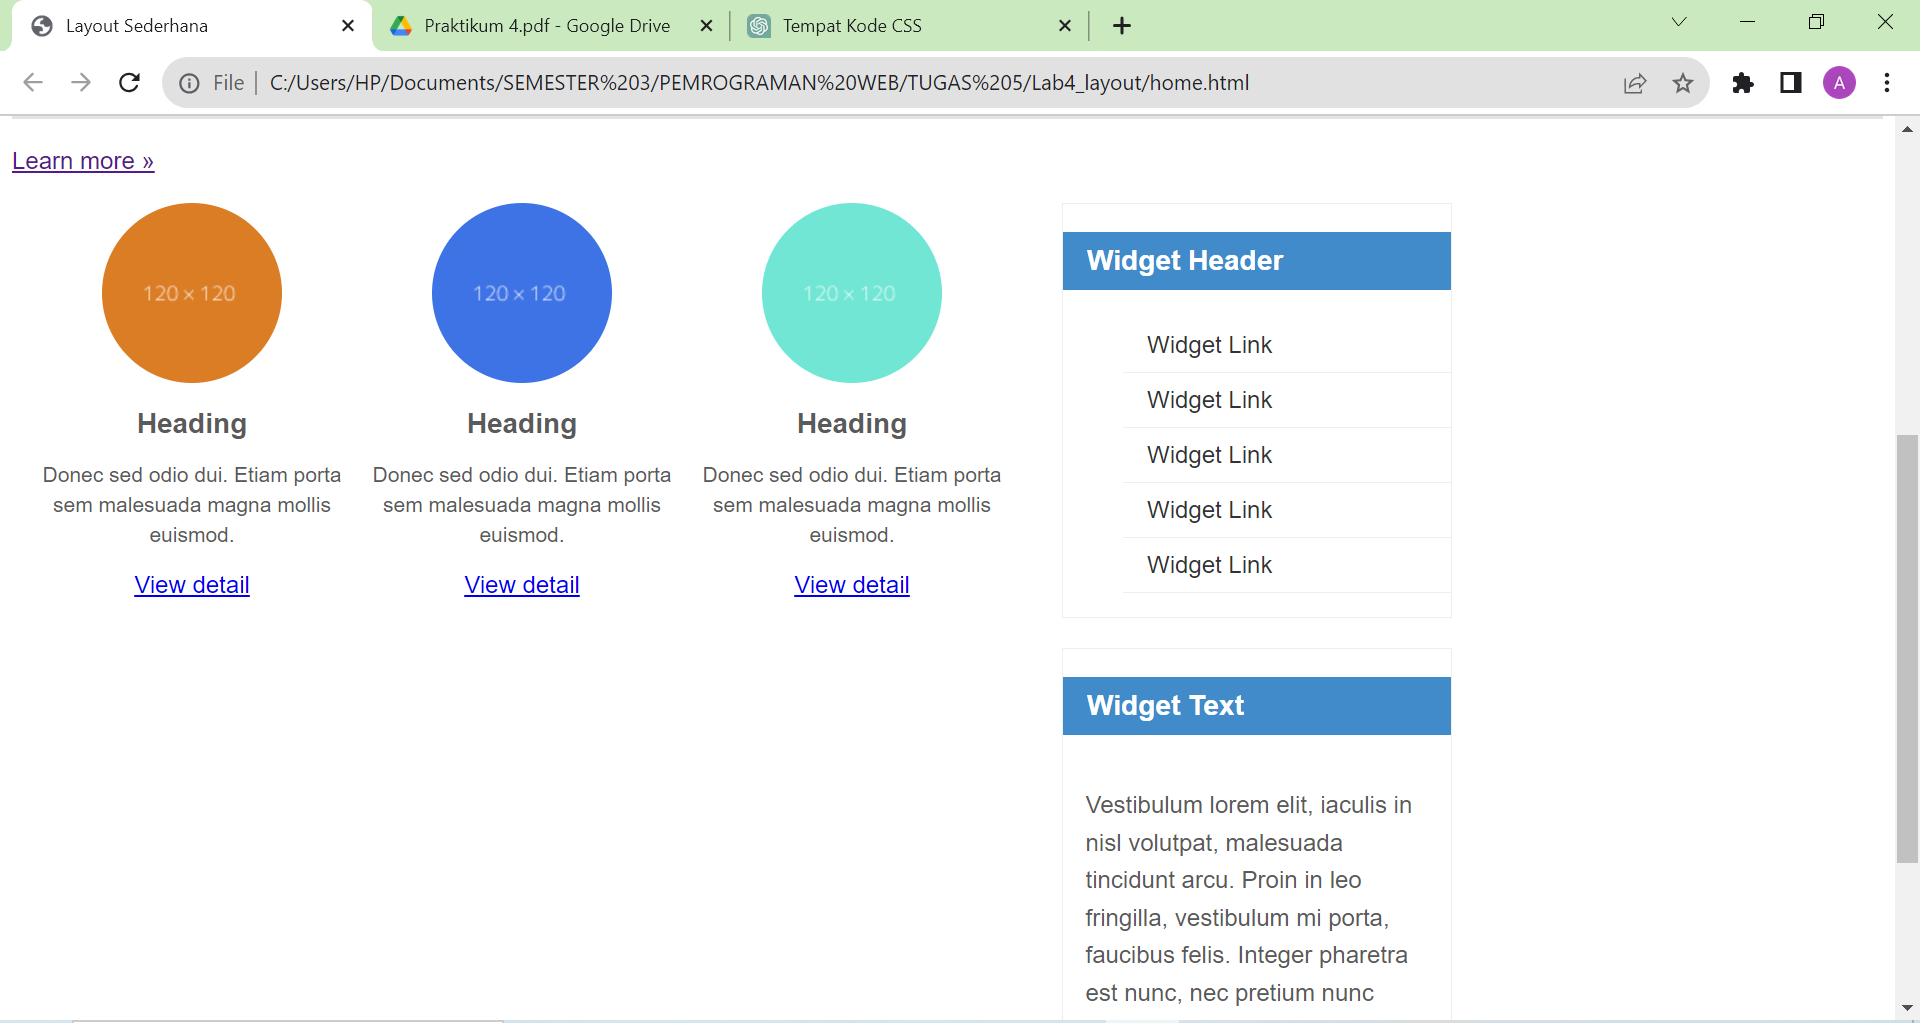 Layout Sederhana
Praktikum 4.pdf - Google Drive
Tempat Kode CSS
File
C:/Users/HP/Documents/SEMESTER%203/PEMROGRAMAN%20WEB/TUGAS%205/Lab4_layout/home.html
A
Learn more »
120 × 120
120 × 120
120 × 120
Heading
Heading
Heading
Donec sed odio dui. Etiam porta
sem malesuada magna mollis
euismod.
Donec sed odio dui. Etiam porta
sem malesuada magna mollis
euismod.
Donec sed odio dui. Etiam porta
sem malesuada magna mollis
euismod.
View detail
View detail
View detail
Widget Header
Widget Link
Widget Link
Widget Link
Widget Link
Widget Link
Widget Text
Vestibulum lorem elit, iaculis in
nisl volutpat, malesuada
tincidunt arcu. Proin in leo
fringilla, vestibulum mi porta,
faucibus felis. Integer pharetra
est nunc, nec pretium nunc